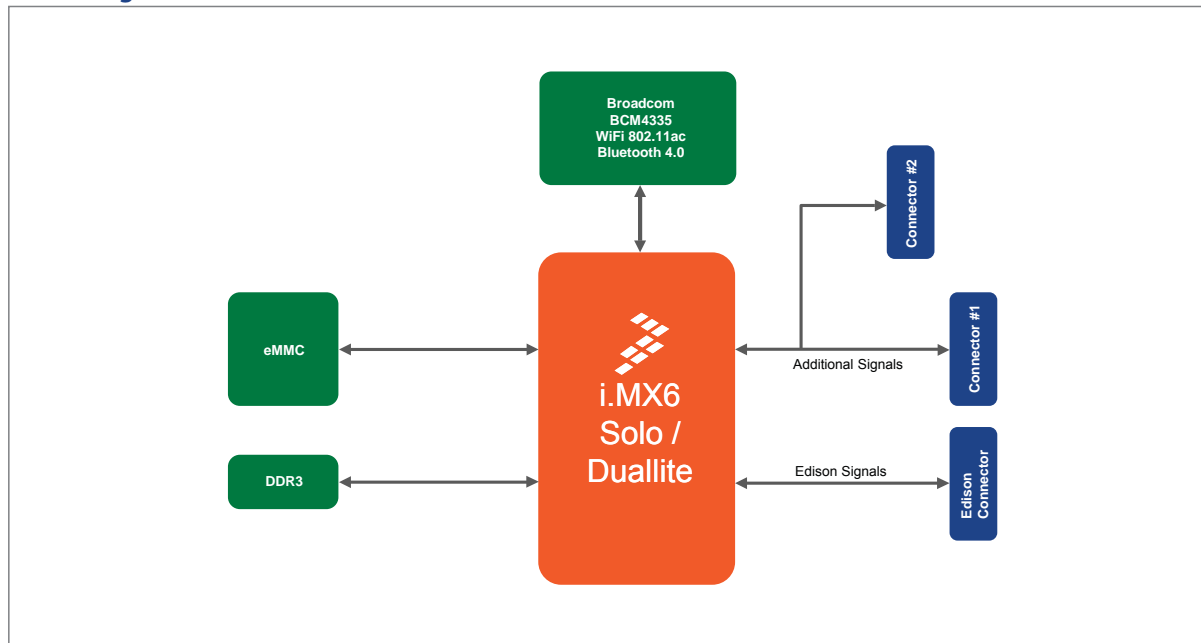 Broadcom
BCM4335
WiFi 802.11ac
Bluetooth 4.0
Connector #2
eMMC
i.MX6
Solo /
Duallite
Additional Signals
Connector #1
DDR3
Edison Signals
Edison
Connector